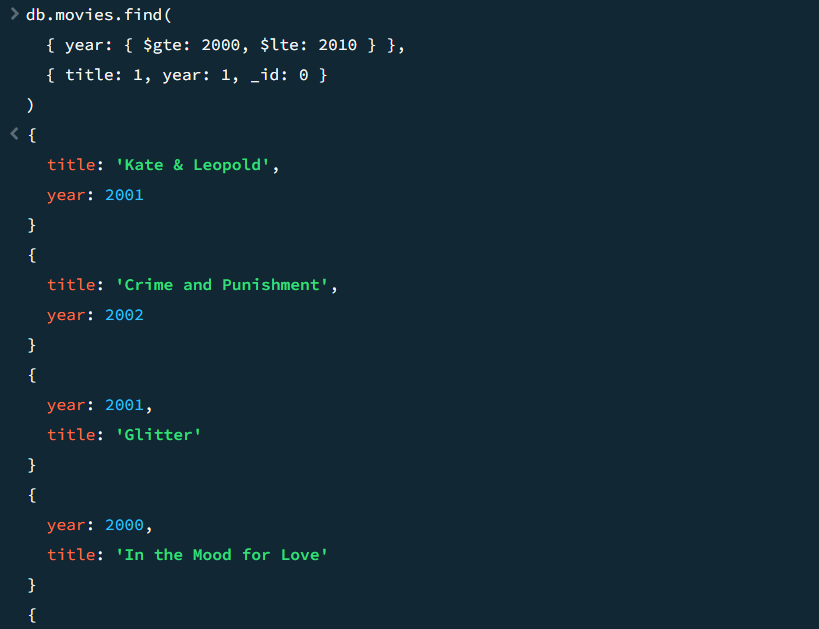 > db.movies.find(
{ year: { $gte: 2000, $lte: 2010 } },
{ title: 1, year: 1, _id: 0 }
)
< {
title: 'Kate & Leopold',
year: 2001
}
{
title: 'Crime and Punishment',
year: 2002
}
{
year: 2001,
title: 'Glitter'
}
{
year: 2000,
title: 'In the Mood for Love'
}
{